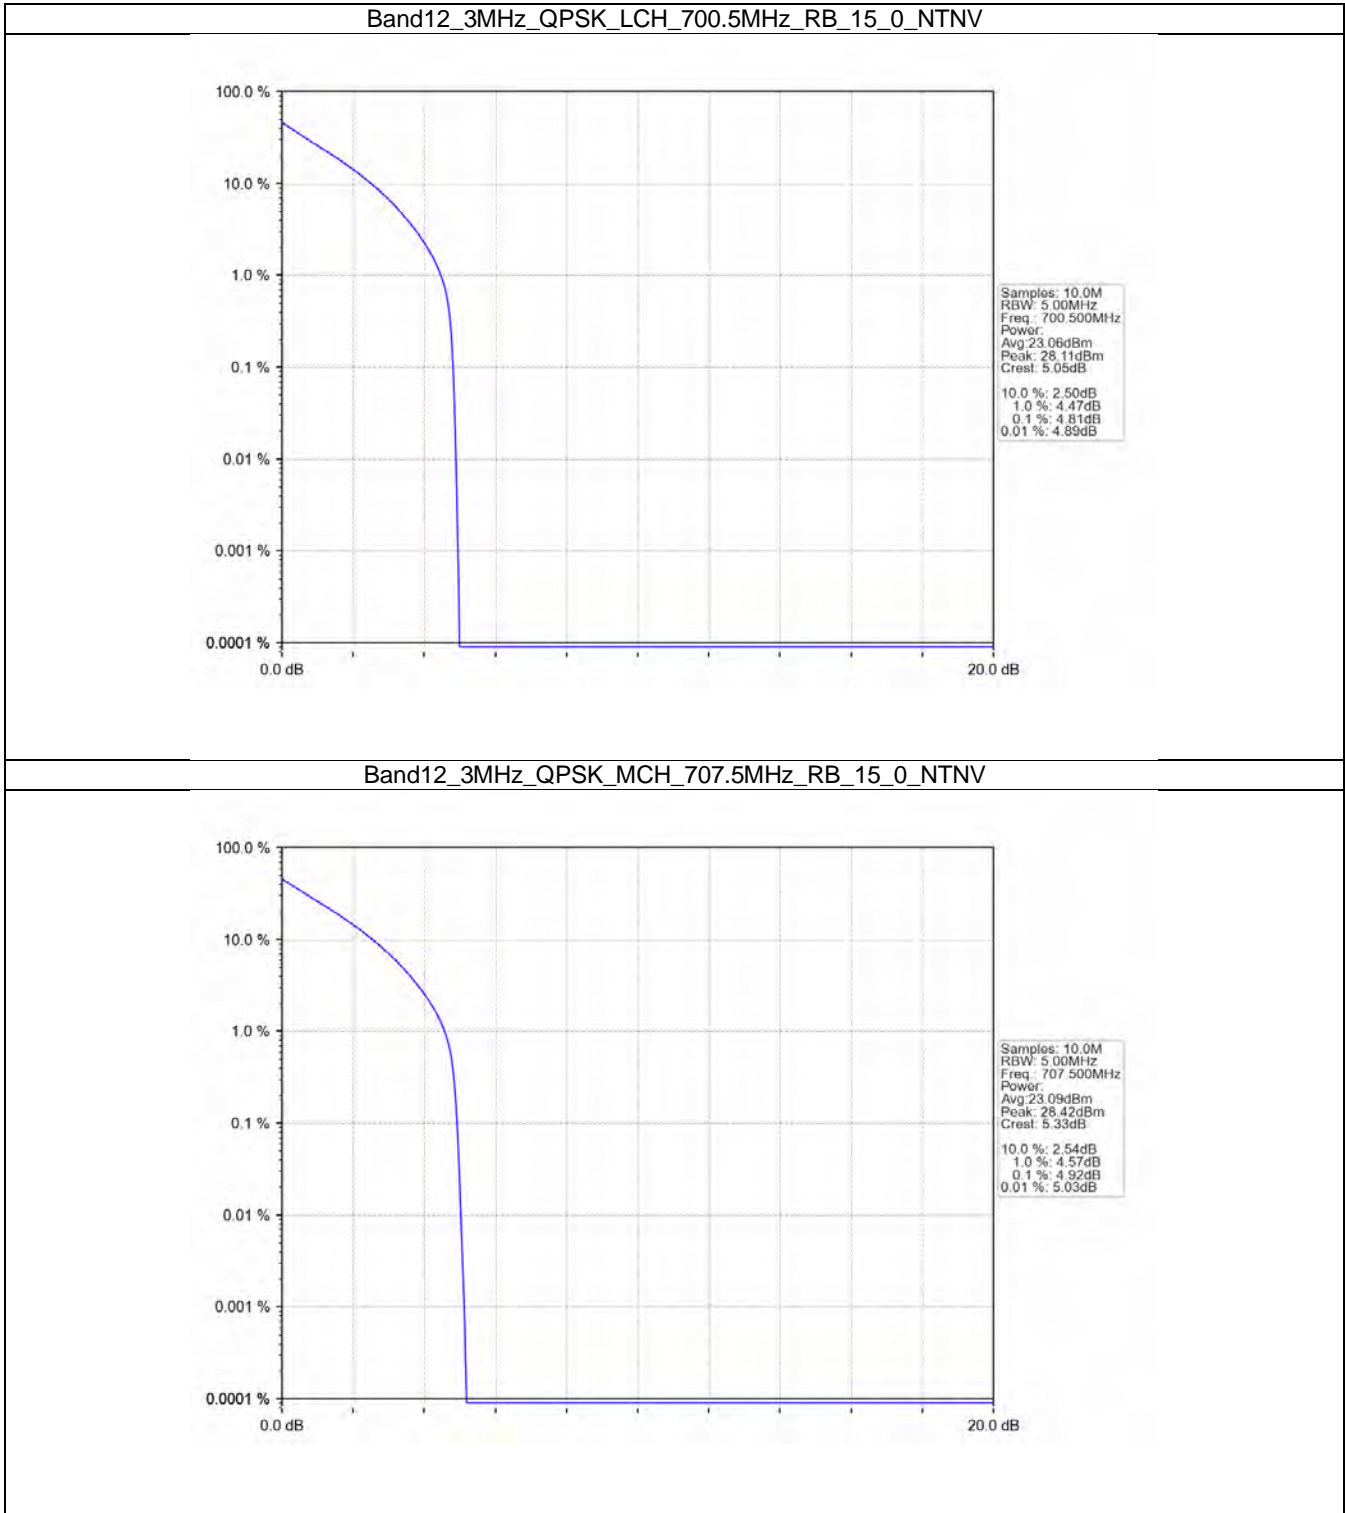 Band12_3MHz_QPSK_LCH_700.5MHz_RB_15_0_NTNV
100.0 %
10.0 %
1.0 %
0.1 %
0.01 %
0.001 %
0.0001 %
0.0 dB
20.0 dB
Samples: 10.0M
RBW: 5.00MHz
Freq.: 700.500MHz
Power:
Avg:23.06dBm
Peak: 28.11dBm
Crest: 5.05dB
10.0 %: 2.50dB
1.0 %: 4.47dB
0.1 %: 4.81dB
0.01 %: 4.89dB
Band12_3MHz_QPSK_MCH_707.5MHz_RB_15_0_NTNV
100.0 %
10.0 %
1.0 %
0.1 %
0.01 %
0.001 %
0.0001 %
0.0 dB
20.0 dB
Samples: 10.0M
RBW: 5.00MHz
Freq.: 707.500MHz
Power:
Avg:23.09dBm
Peak: 28.42dBm
Crest: 5.33dB
10.0 %: 2.54dB
1.0 %: 4.57dB
0.1 %: 4.92dB
0.01 %: 5.03dB